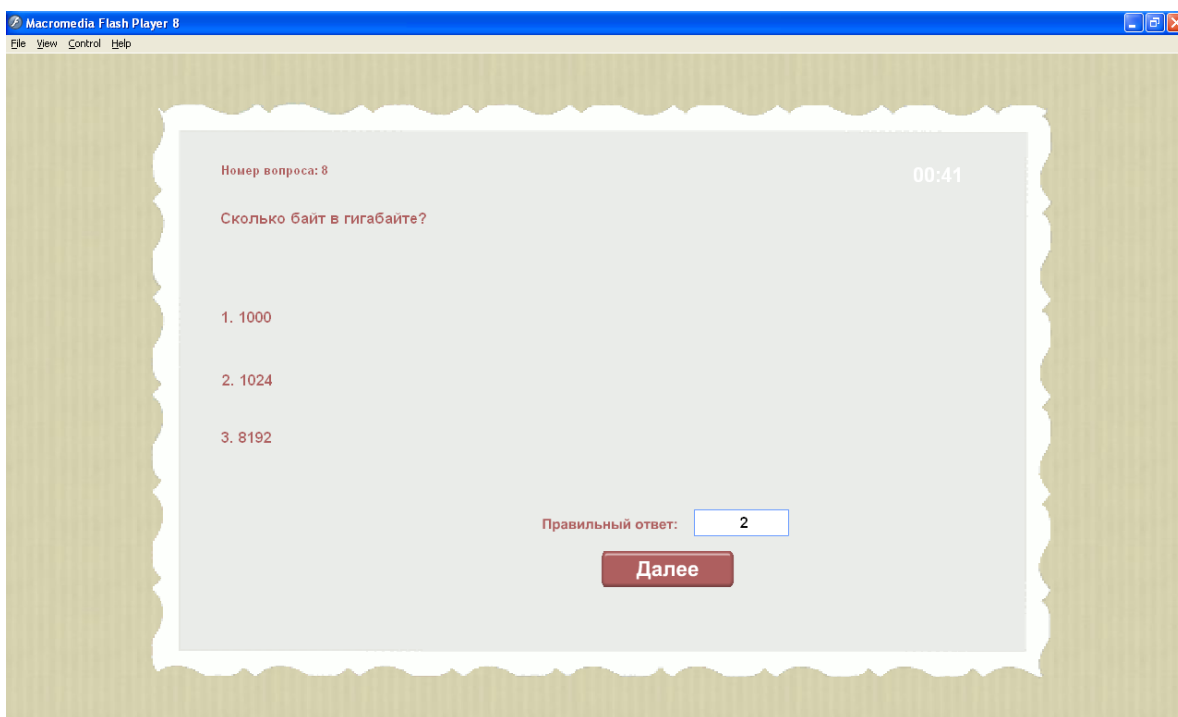 Macromedia Flash Player 8
File View Control Help
Номер вопроса: 8
00:41
Сколько байт в гигабайте?
1. 1000
2. 1024
3. 8192
Правильный ответ: 2
Далее